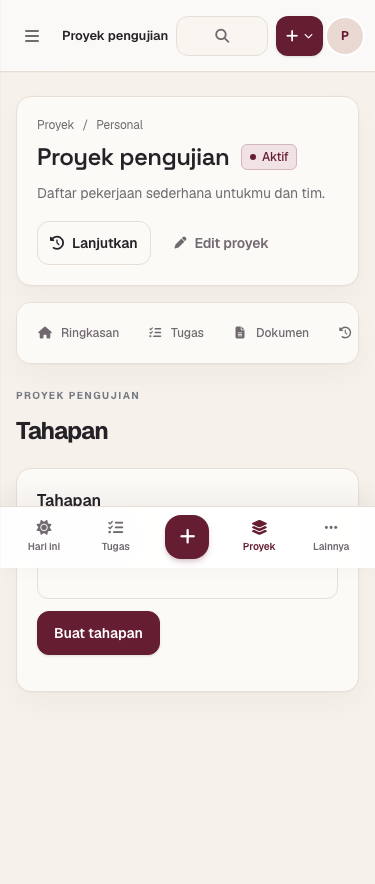 Proyek pengujian
P
Proyek / Personal
Proyek pengujian
Aktif
Daftar pekerjaan sederhana untukmu dan tim.
Lanjutkan
Edit proyek
Ringkasan
Tugas
Dokumen
PROYEK PENGUJIAN
Tahapan
Tahapan
Hari ini
Tugas
Proyek
Lainnya
Buat tahapan